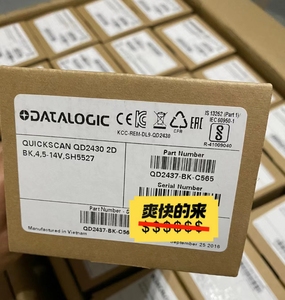 DATALOGIC
KCC-REM-DL9-QD2430
IS 13252 (Part 1)/
IEC 60950-1
R-41009040
QUICKSCAN QD2430 2D
BK,4,5-14V,SH5527
Part Number
QD2437-BK-C565
Serial Number
爽快的来
Part Number
QD2437-BK-C565
Manufactured in Vietnam
September 25 2018